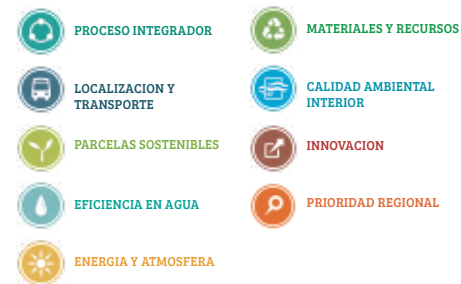 PROCESO INTEGRADOR
LOCALIZACION Y
TRANSPORTE
PARCELAS SOSTENIBLES
EFICIENCIA EN AGUA
ENERGIA Y ATMOSFERA
MATERIALES Y RECURSOS
CALIDAD AMBIENTAL
INTERIOR
INNOVACION
PRIORIDAD REGIONAL